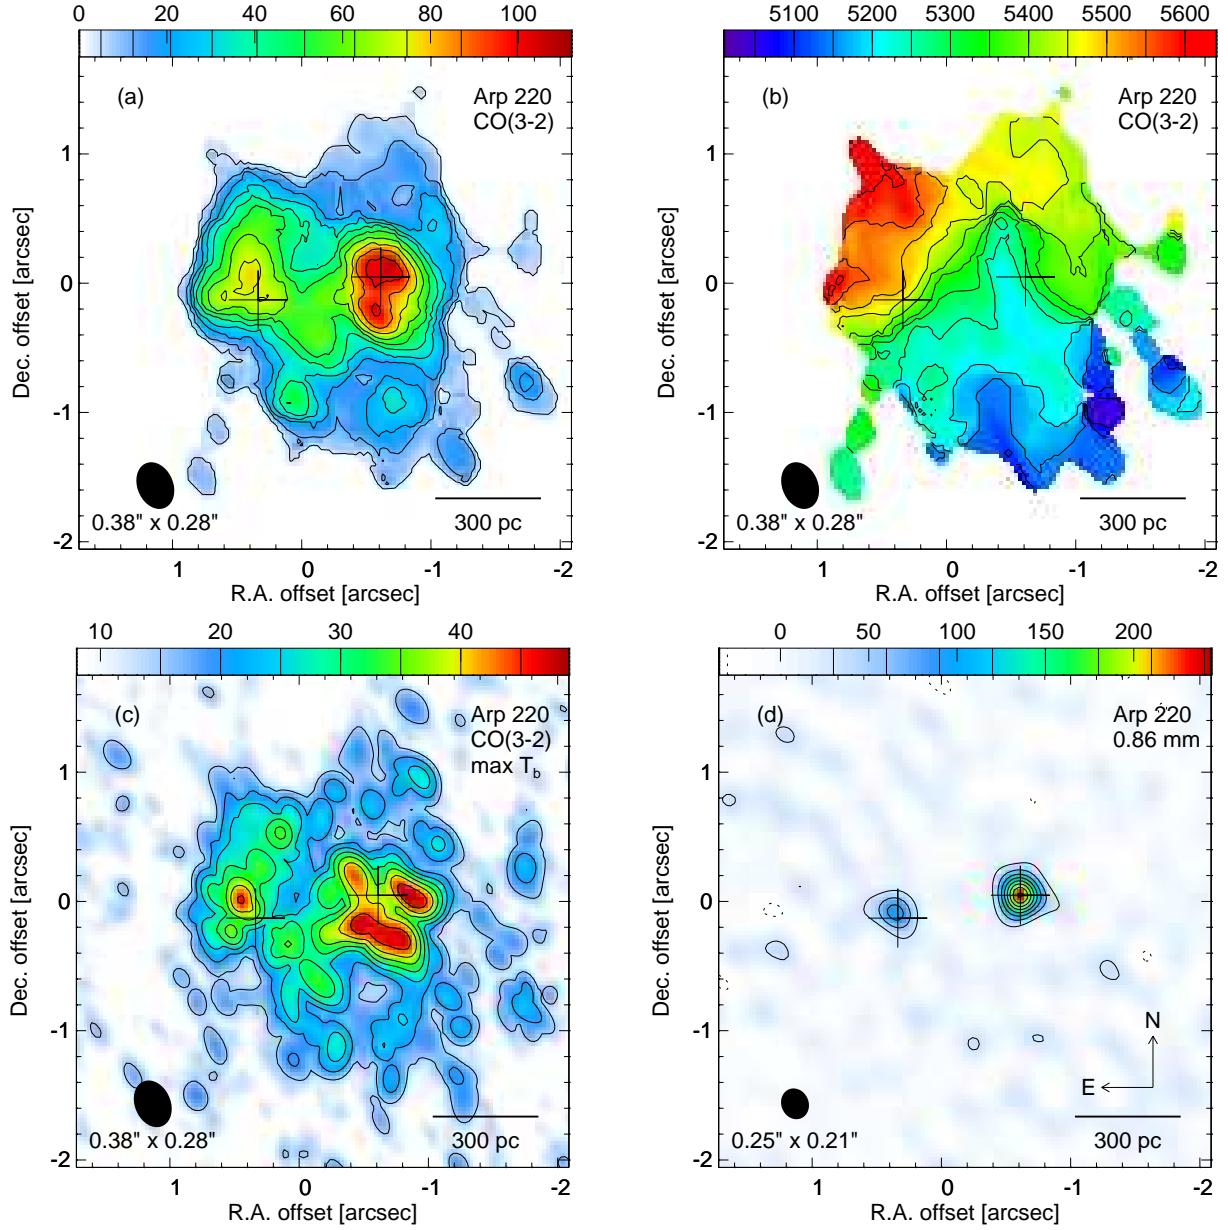 0 20 40 60 80 100
(a)
Arp 220
CO(3-2)
1
0
-1
-2
Dec. offset [arcsec]
0.38" x 0.28"
300 pc
1 0 -1 -2
R.A. offset [arcsec]
5100 5200 5300 5400 5500 5600
(b)
Arp 220
CO(3-2)
1
0
-1
-2
Dec. offset [arcsec]
0.38" x 0.28"
300 pc
1 0 -1 -2
R.A. offset [arcsec]
10 20 30 40
(c)
Arp 220
CO(3-2)
max Tb
1
0
-1
-2
Dec. offset [arcsec]
0.38" x 0.28"
300 pc
1 0 -1 -2
R.A. offset [arcsec]
0 50 100 150 200
(d)
Arp 220
0.86 mm
1
0
-1
-2
Dec. offset [arcsec]
N
E
0.25" x 0.21"
300 pc
1 0 -1 -2
R.A. offset [arcsec]